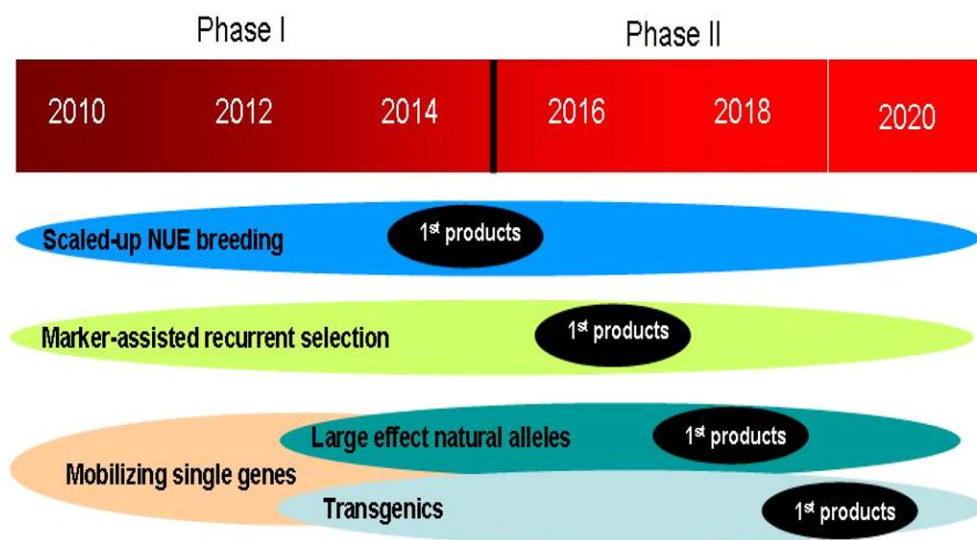 Phase I Phase II
2010 2012 2014 2016 2018 2020
Scaled-up NUE breeding 1st products
Marker-assisted recurrent selection 1st products
Large effect natural alleles 1st products
Mobilizing single genes
Transgenics 1st products